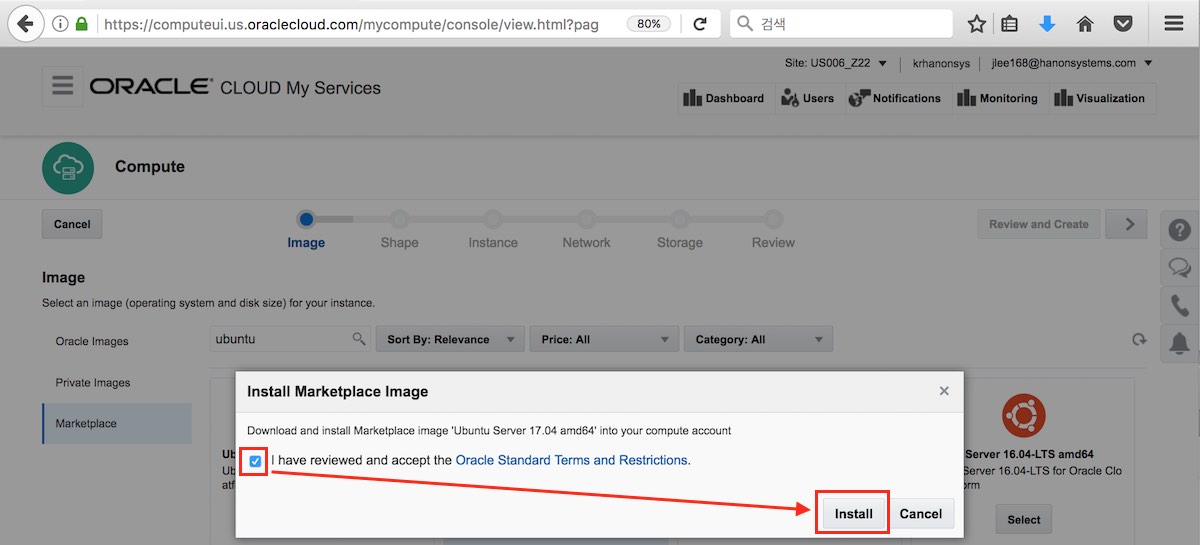 https://computeui.us.oraclecloud.com/mycompute/console/view.html?pag
80%
검색
Site: US006_Z22
krhanonsys
jlee168@hanonsystems.com
ORACLE CLOUD My Services
Dashboard
Users
Notifications
Monitoring
Visualization
Compute
Cancel
Image
Shape
Instance
Network
Storage
Review
Review and Create
Image
Select an image (operating system and disk size) for your instance.
Oracle Images
Private Images
Marketplace
ubuntu
Sort By: Relevance
Price: All
Category: All
Install Marketplace Image
Download and install Marketplace image 'Ubuntu Server 17.04 amd64' into your compute account
I have reviewed and accept the Oracle Standard Terms and Restrictions.
Install
Cancel
Server 16.04-LTS amd64
Server 16.04-LTS for Oracle Clo
orm
Select